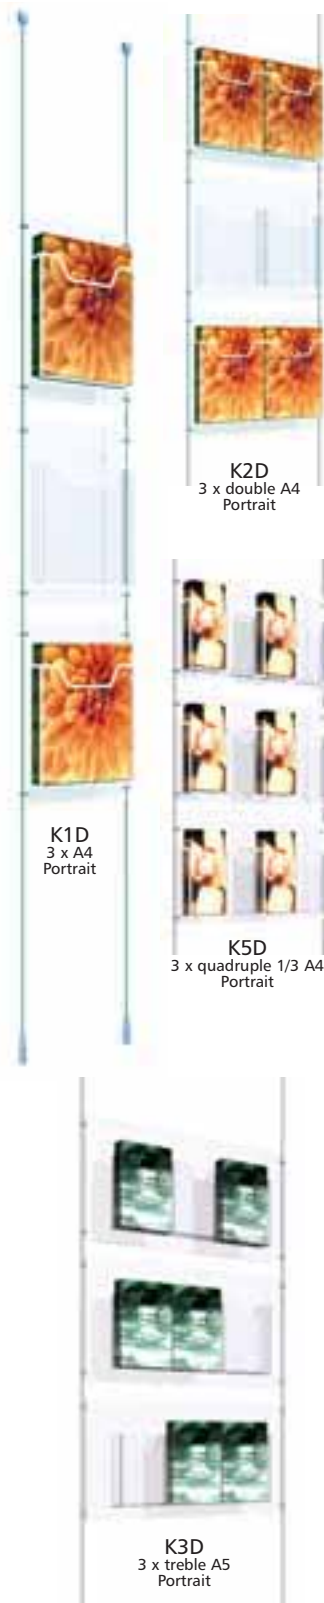 K2D
3 x double A4
Portrait
K1D
3 x A4
Portrait
K5D
3 x quadruple 1/3 A4
Portrait
K3D
3 x treble A5
Portrait